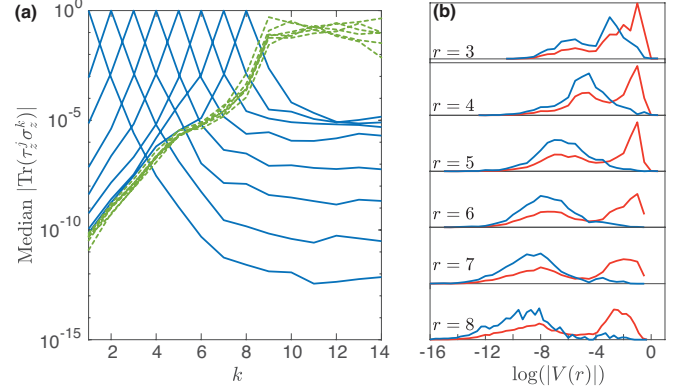 (a)
10^0
10^{-5}
10^{-10}
10^{-15}
Median |Tr(τ_z^j σ_z^k)|
2 4 6 8 10 12 14
k
(b)
r = 3
r = 4
r = 5
r = 6
r = 7
r = 8
-16 -12 -8 -4 0
log(|V(r)|)